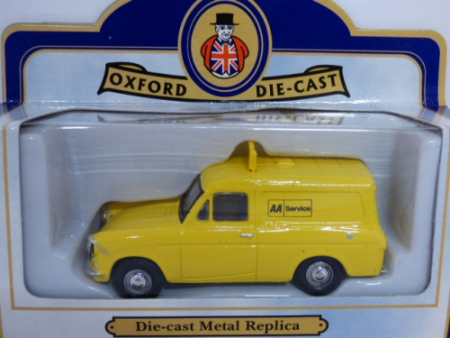 OXFORD DIE-CAST
AA Service
Die-cast Metal Replica